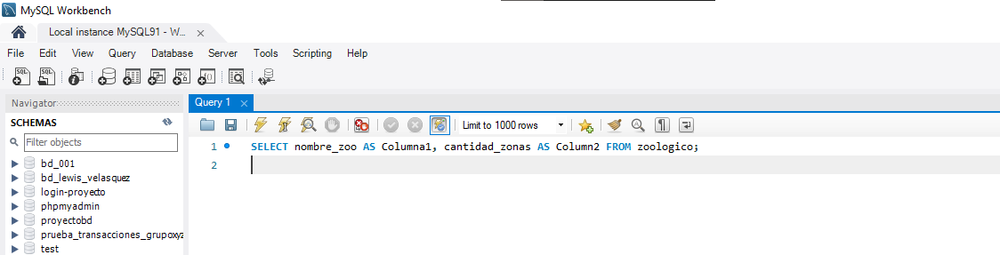 MySQL Workbench
Local instance MySQL91 - W...
File Edit View Query Database Server Tools Scripting Help
Navigator
SCHEMAS
Filter objects
bd_001
bd_lewis_velasquez
login-proyecto
phpmyadmin
proyectobd
prueba_transacciones_grupoxyz
test
Query 1
Limit to 1000 rows
1 SELECT nombre_zoo AS Columna1, cantidad_zonas AS Column2 FROM zoologico;
2